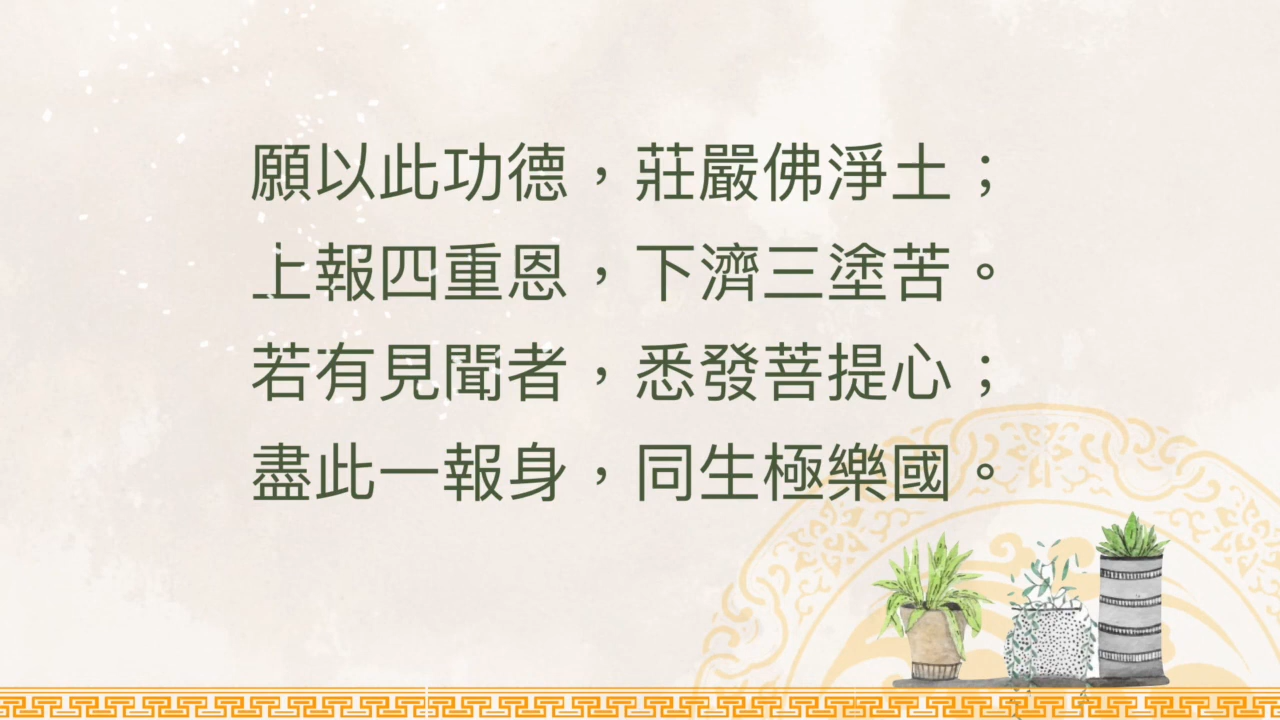 願以此功德，莊嚴佛淨土；
上報四重恩，下濟三塗苦。
若有見聞者，悉發菩提心；
盡此一報身，同生極樂國。